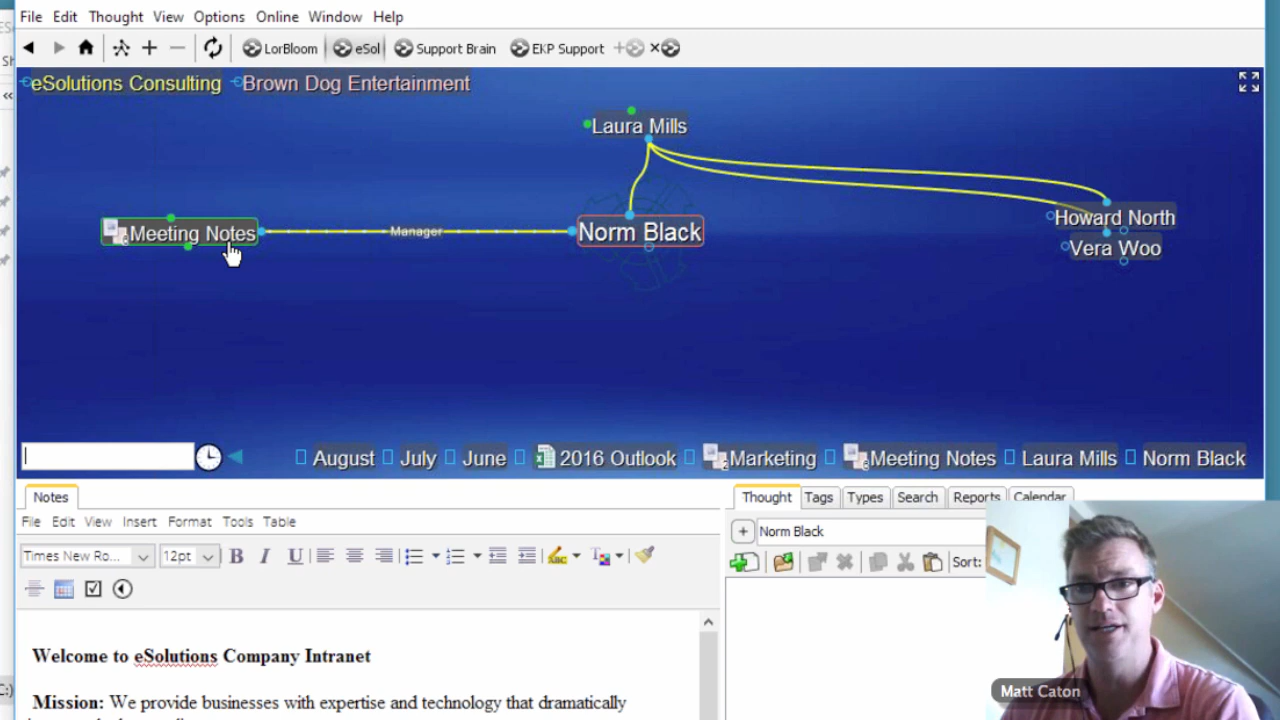 File Edit Thought View Options Online Window Help
LorBloom eSol Support Brain EKP Support
eSolutions Consulting Brown Dog Entertainment
Laura Mills
Meeting Notes Manager Norm Black Howard North
Vera Woo
August July June 2016 Outlook Marketing Meeting Notes Laura Mills Norm Black
Notes Thought Tags Types Search Reports Calendar
File Edit View Insert Format Tools Table
Norm Black
Times New Ro... 12pt B I U Sort:
Welcome to eSolutions Company Intranet
Mission: We provide businesses with expertise and technology that dramatically
Matt Caton